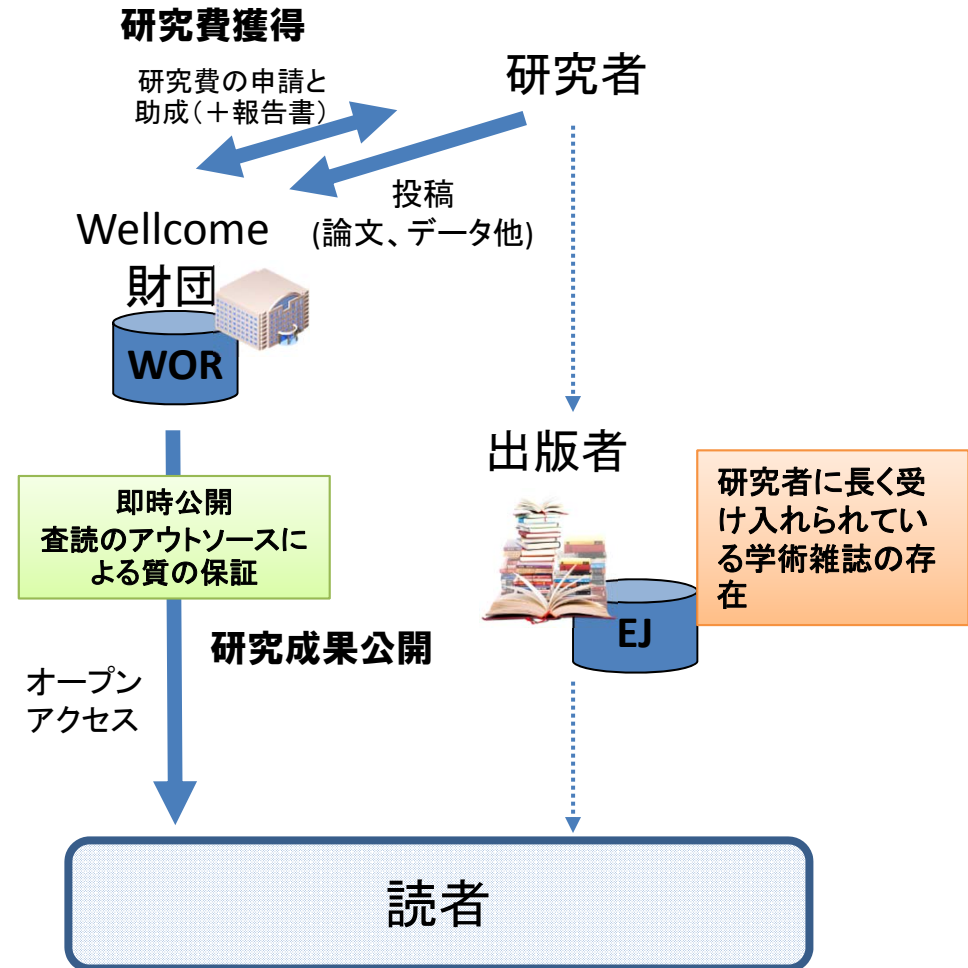 研究費獲得
研究者
研究費の申請と
助成(+報告書)
投稿
(論文、データ他)
Wellcome
財団
WOR
出版者
即時公開
査読のアウトソースに
よる質の保証
研究者に長く受
け入れられてい
る学術雑誌の存
在
EJ
研究成果公開
オープン
アクセス
読者